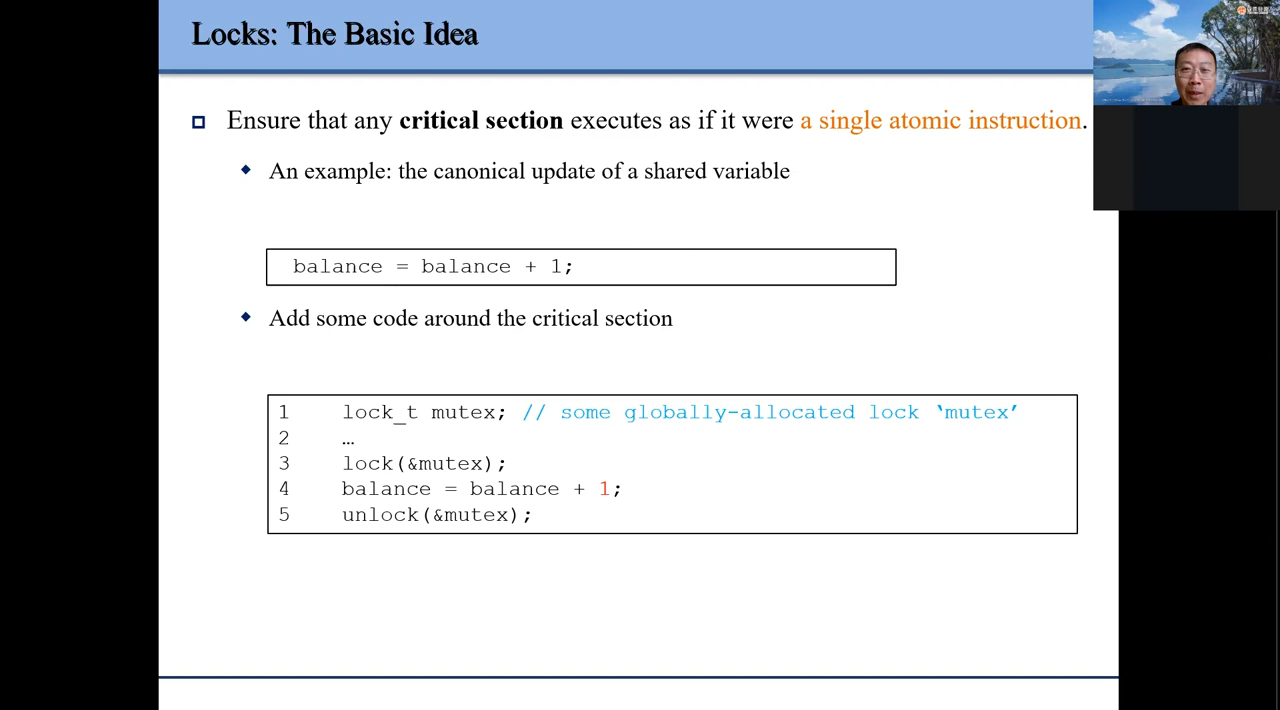 Locks: The Basic Idea
Ensure that any critical section executes as if it were a single atomic instruction.
An example: the canonical update of a shared variable
balance = balance + 1;
Add some code around the critical section
1 lock_t mutex; // some globally-allocated lock ‘mutex’
2 …
3 lock(&mutex);
4 balance = balance + 1;
5 unlock(&mutex);